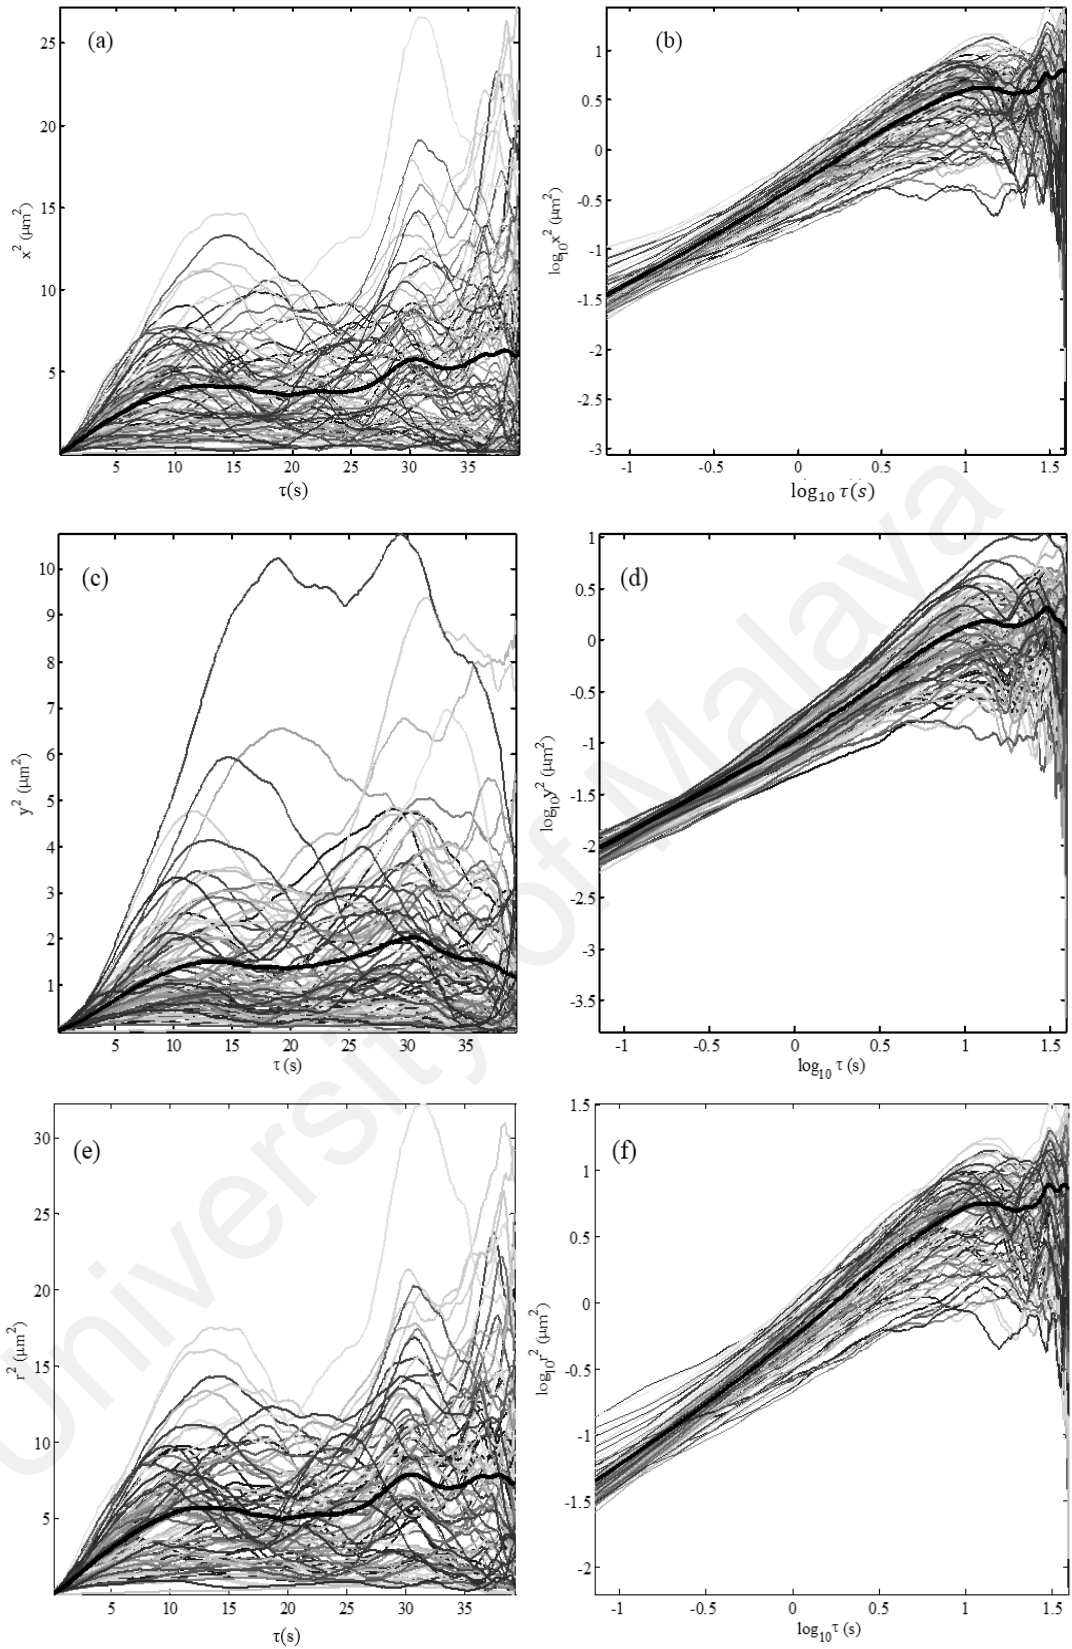 (a)
25
20
15
10
5
x² (μm²)
5 10 15 20 25 30 35
τ(s)
(b)
1
0.5
0
-0.5
-1
-1.5
-2
-2.5
-3
log₁₀x² (μm²)
-1 -0.5 0 0.5 1 1.5
log₁₀ τ(s)
(c)
10
9
8
7
6
5
4
3
2
1
y² (μm²)
5 10 15 20 25 30 35
τ (s)
(d)
1
0.5
0
-0.5
-1
-1.5
-2
-2.5
-3
-3.5
log₁₀y² (μm²)
-1 -0.5 0 0.5 1 1.5
log₁₀ τ (s)
(e)
30
25
20
15
10
5
r² (μm²)
5 10 15 20 25 30 35
τ(s)
(f)
1.5
1
0.5
0
-0.5
-1
-1.5
-2
log₁₀r² (μm²)
-1 -0.5 0 0.5 1 1.5
log₁₀τ (s)
University of Malaya